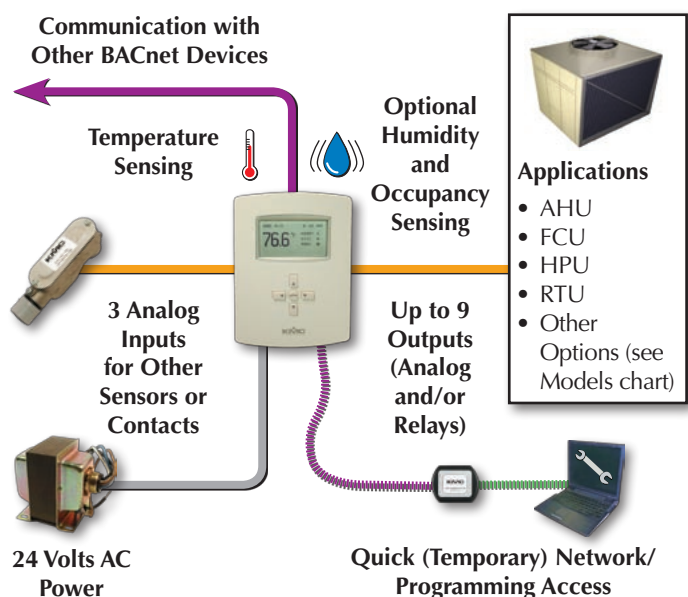 Communication with
Other BACnet Devices
Temperature
Sensing
Optional
Humidity
and
Occupancy
Sensing
76.6
KMC
3 Analog
Inputs
for Other
Sensors or
Contacts
Up to 9
Outputs
(Analog
and/or
Relays)
Applications
• AHU
• FCU
• HPU
• RTU
• Other
Options (see
Models chart)
24 Volts AC
Power
Quick (Temporary) Network/
Programming Access